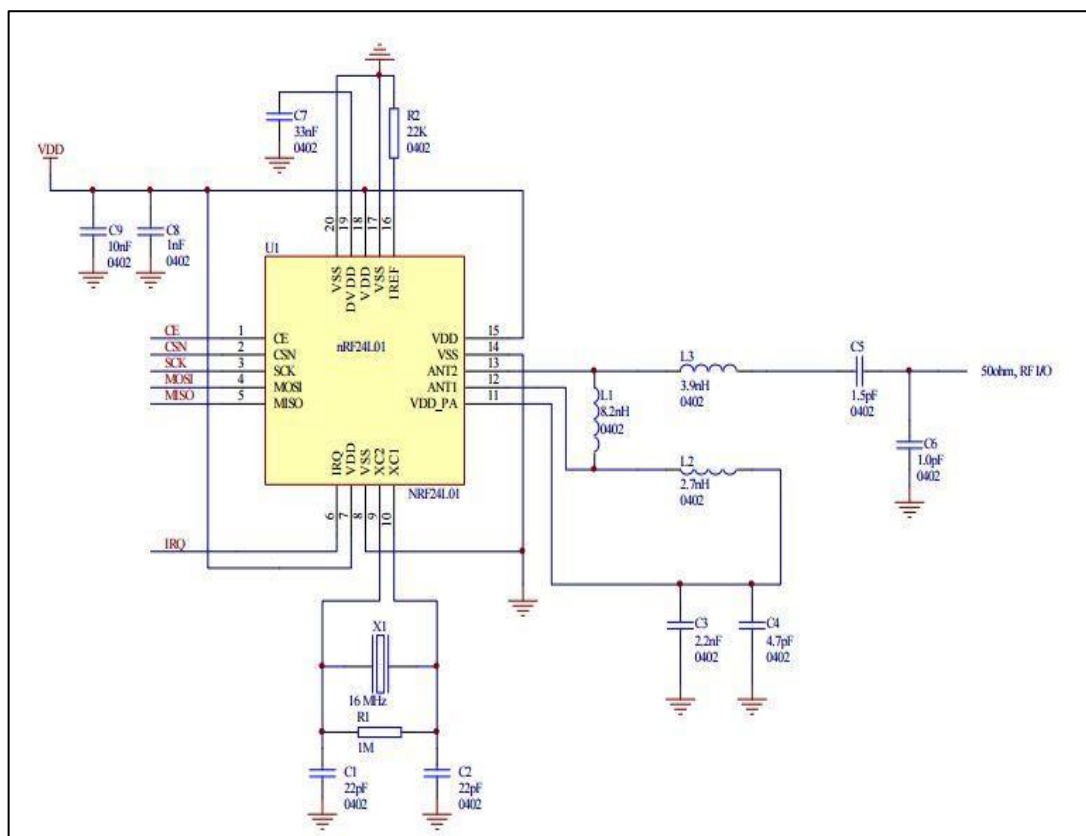 VDD
C9
10nF
0402
C8
1nF
0402
C7
33nF
0402
R2
22K
0402
20
19
18
17
16
U1
VSS
DVDD
VDD
VSS
IREF
nRF24L01
CE
CSN
SCK
MOSI
MISO
1
2
3
4
5
CE
CSN
SCK
MOSI
MISO
VDD
VSS
ANT2
ANT1
VDD_PA
15
14
13
12
11
IRQ
VDD
VSS
XC2
XC1
NRF24L01
6
7
8
9
10
IRQ
L1
8.2nH
0402
L3
3.9nH
0402
L2
2.7nH
0402
C5
1.5pF
0402
50ohm, RF I/O
C6
1.0pF
0402
C3
2.2nF
0402
C4
4.7pF
0402
X1
16 MHz
R1
1M
C1
22pF
0402
C2
22pF
0402